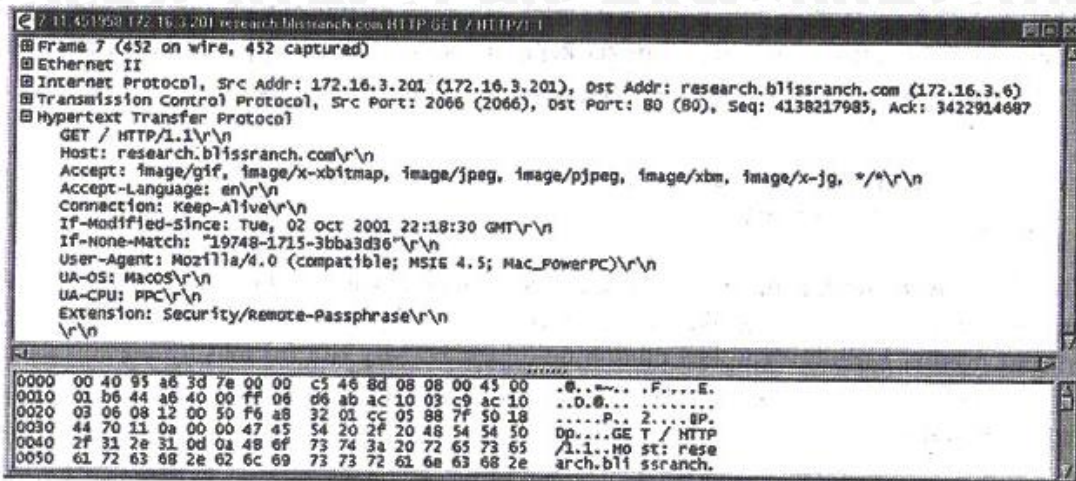 7 11.451958 172.16.3.201 research.blissranch.com HTTP GET / HTTP/1.1
Frame 7 (452 on wire, 452 captured)
Ethernet II
Internet Protocol, Src Addr: 172.16.3.201 (172.16.3.201), Dst Addr: research.blissranch.com (172.16.3.6)
Transmission Control Protocol, Src Port: 2066 (2066), Dst Port: 80 (80), Seq: 4138217985, Ack: 3422914687
Hypertext Transfer Protocol
GET / HTTP/1.1\r\n
Host: research.blissranch.com\r\n
Accept: image/gif, image/x-xbitmap, image/jpeg, image/pjpeg, image/xbm, image/x-jg, */*\r\n
Accept-Language: en\r\n
Connection: Keep-Alive\r\n
If-Modified-Since: Tue, 02 Oct 2001 22:18:30 GMT\r\n
If-None-Match: "19748-1715-3bba3d36"\r\n
User-Agent: Mozilla/4.0 (compatible; MSIE 4.5; Mac_PowerPC)\r\n
UA-OS: MacOS\r\n
UA-CPU: PPC\r\n
Extension: Security/Remote-Passphrase\r\n
\r\n
0000 00 40 95 a6 3d 7e 00 00 c5 46 8d 08 08 00 45 00 .@..=~.. .F....E.
0010 01 b6 44 a6 40 00 ff 06 d6 ab ac 10 03 c9 ac 10 ..D.@... ........
0020 03 06 08 12 00 50 f6 a8 32 01 cc 05 88 7f 50 18 .....P.. 2.....P.
0030 44 70 11 0a 00 00 47 45 54 20 2f 20 48 54 54 50 Dp....GE T / HTTP
0040 2f 31 2e 31 0d 0a 48 6f 73 74 3a 20 72 65 73 65 /1.1..Ho st: rese
0050 61 72 63 68 2e 62 6c 69 73 73 72 61 6e 63 68 2e arch.bli ssranch.